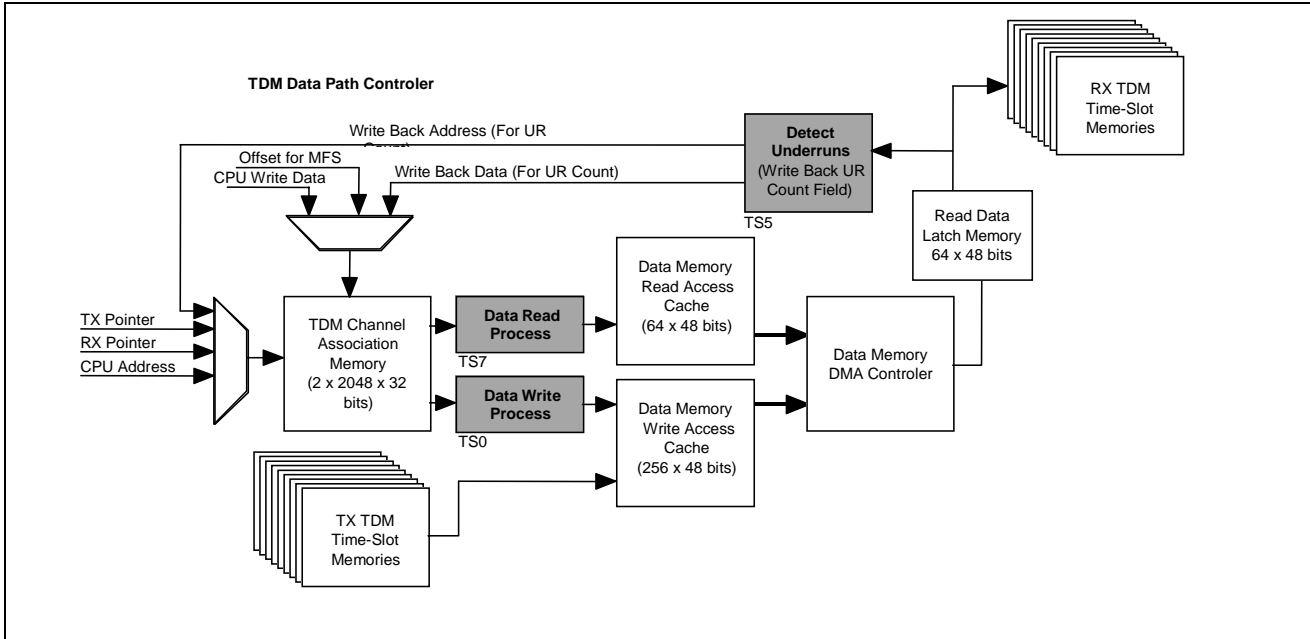 TDM Data Path Controler
RX TDM
Time-Slot
Memories
Write Back Address (For UR
Detect
Underruns
(Write Back UR
Count Field)
TS5
Offset for MFS
CPU Write Data
Write Back Data (For UR Count)
Read Data
Latch Memory
64 x 48 bits
Data Memory
Read Access
Cache
(64 x 48 bits)
TX Pointer
RX Pointer
CPU Address
TDM Channel
Association
Memory
(2 x 2048 x 32
bits)
Data Read
Process
TS7
Data Write
Process
TS0
Data Memory
DMA Controler
Data Memory
Write Access
Cache
(256 x 48 bits)
TX TDM
Time-Slot
Memories